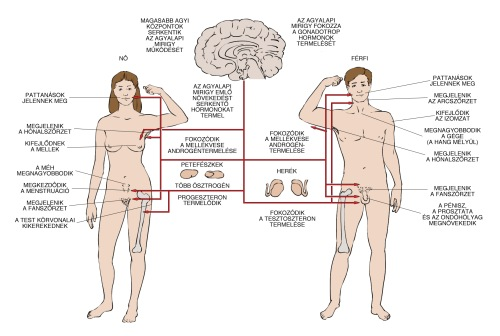 MAGASABB AGYI
KÖZPONTOK
SERKENTIK
AZ AGYALAPI
MIRIGY
MŰKÖDÉSÉT
AZ AGYALAPI
MIRIGY FOKOZZA
A GONADOTROP
HORMONOK
TERMELÉSÉT
NŐ
FÉRFI
AZ AGYALAPI
MIRIGY EMLŐ
NÖVEKEDÉST
SERKENTŐ
HORMONOKAT
TERMEL
PATTANÁSOK
JELENNEK MEG
MEGJELENIK
A HÓNALSZŐRZET
KIFEJLŐDNEK
A MELLEK
A MÉH
MEGNAGYOBBODIK
MEGKEZDŐDIK
A MENSTRUÁCIÓ
MEGJELENIK
A FANSZŐRZET
A TEST KÖRVONALAI
KIKEREKEDNEK
FOKOZÓDIK
A MELLÉKVESE
ANDROGÉNTERMELÉSE
PETEFÉSZKEK
TÖBB ÖSZTROGÉN
PROGESZTERON
TERMELŐDIK
FOKOZÓDIK
A MELLÉKVESE
ANDROGÉN-
TERMELÉSE
HERÉK
FOKOZÓDIK
A TESZTOSZTERON
TERMELÉSE
PATTANÁSOK
JELENNEK MEG
MEGJELENIK
AZ ARCSZŐRZET
KIFEJLŐDIK
AZ IZOMZAT
MEGNAGYOBBODIK
A GÉGE
(A HANG MÉLYÜL)
MEGJELENIK
A HÓNALSZŐRZET
MEGJELENIK
A FANSZŐRZET
A PÉNISZ,
A PROSZTATA
ÉS AZ ONDÓHÓLYAG
MEGNÖVEKEDIK